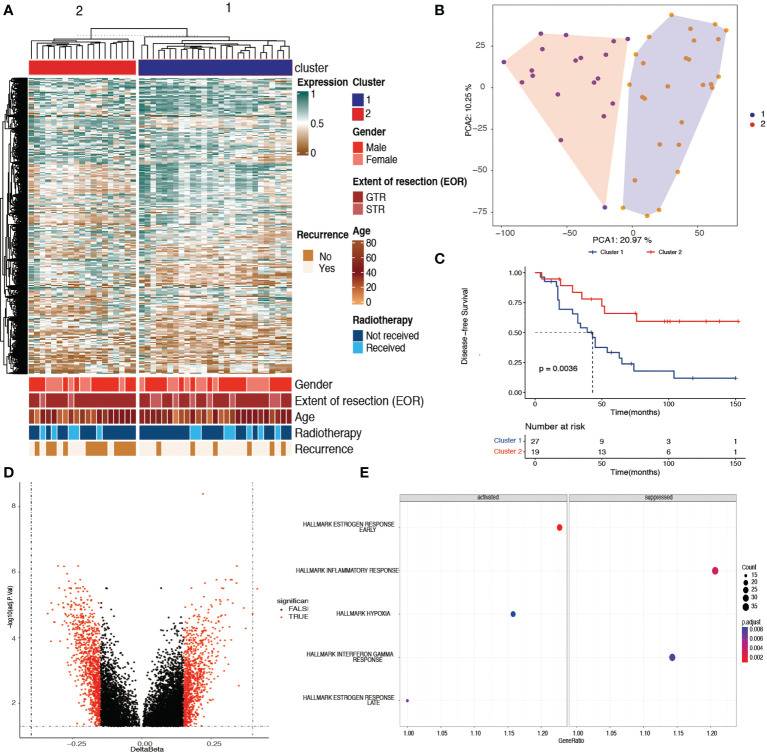 A
2
1
cluster
Expression
1
0.5
0
Cluster
1
2
Gender
Male
Female
Extent of resection (EOR)
GTR
STR
Recurrence
No
Yes
Age
80
60
40
20
0
Radiotherapy
Not received
Received
Gender
Extent of resection (EOR)
Age
Radiotherapy
Recurrence
B
PCA2: 10.25 %
25
0
−25
−50
−75
−100
−50
0
50
PCA1: 20.97 %
1
2
C
Cluster 1
Cluster 2
Disease−free Survival
1.00
0.75
0.50
0.25
0.00
p = 0.0036
0 50 100 150
Time(months)
Number at risk
Cluster 1 27 9 3 1
Cluster 2 19 13 6 1
0 50 100 150
Time(months)
D
−log10(adj.P.Val)
8
6
4
2
−0.25 0.00 0.25
DeltaBeta
significan
FALSI
TRUE
E
activated
suppressed
HALLMARK ESTROGEN RESPONSE
EARLY
HALLMARK INFLAMMATORY RESPONSE
HALLMARK HYPOXIA
HALLMARK INTERFERON GAMMA
RESPONSE
HALLMARK ESTROGEN RESPONSE
LATE
1.00 1.05 1.10 1.15 1.20 1.00 1.05 1.10 1.15 1.20
GeneRatio
Count
15
20
25
30
35
p.adjust
0.008
0.006
0.004
0.002